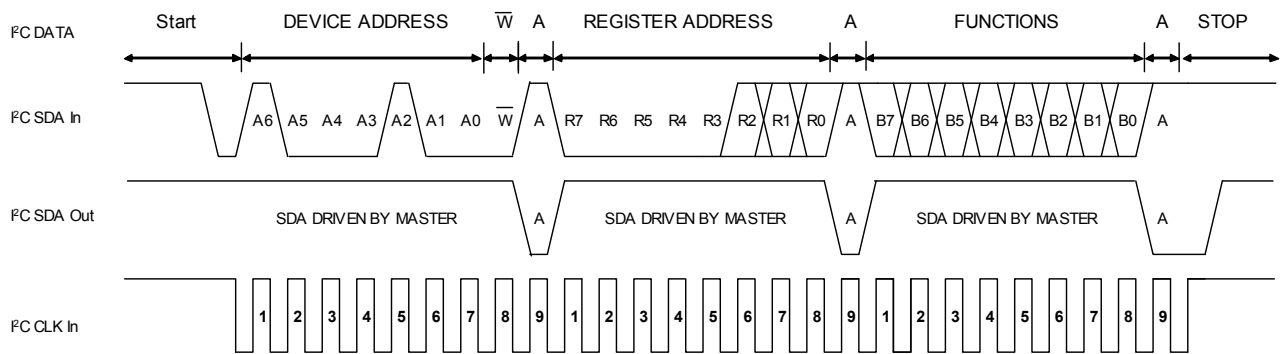 I²C DATA Start DEVICE ADDRESS W̅ A REGISTER ADDRESS A FUNCTIONS A STOP
I²C SDA In A6 A5 A4 A3 A2 A1 A0 W̅ A R7 R6 R5 R4 R3 R2 R1 R0 A B7 B6 B5 B4 B3 B2 B1 B0 A
I²C SDA Out SDA DRIVEN BY MASTER A SDA DRIVEN BY MASTER A SDA DRIVEN BY MASTER A
I²C CLK In 1 2 3 4 5 6 7 8 9 1 2 3 4 5 6 7 8 9 1 2 3 4 5 6 7 8 9